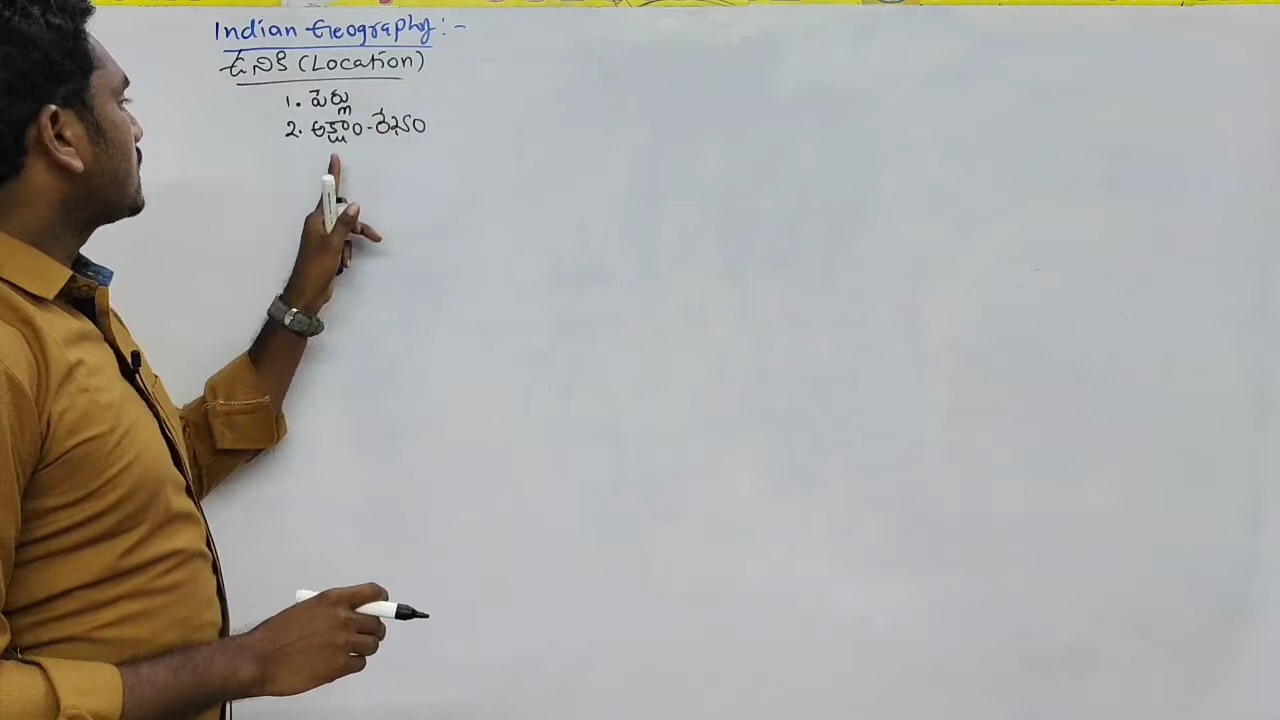 Indian Geography:-
ఉనికి (Location)
1. పేర్లు
2. అక్షాం-రేఖాం